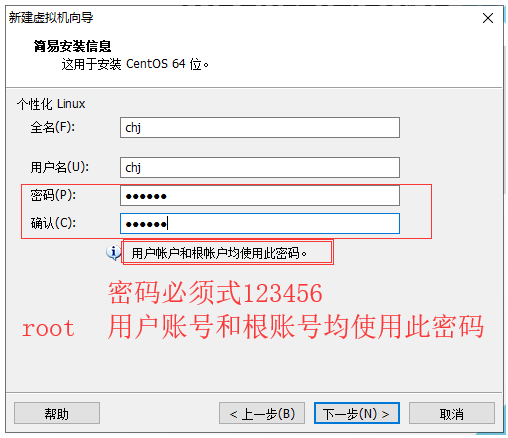 新建虚拟机向导
简易安装信息
这用于安装 CentOS 64 位。
个性化 Linux
全名(F): chj
用户名(U): chj
密码(P): ●●●●●●
确认(C): ●●●●●●
用户帐户和根帐户均使用此密码。
密码必须式123456
root 用户账号和根账号均使用此密码
帮助 < 上一步(B) 下一步(N) > 取消